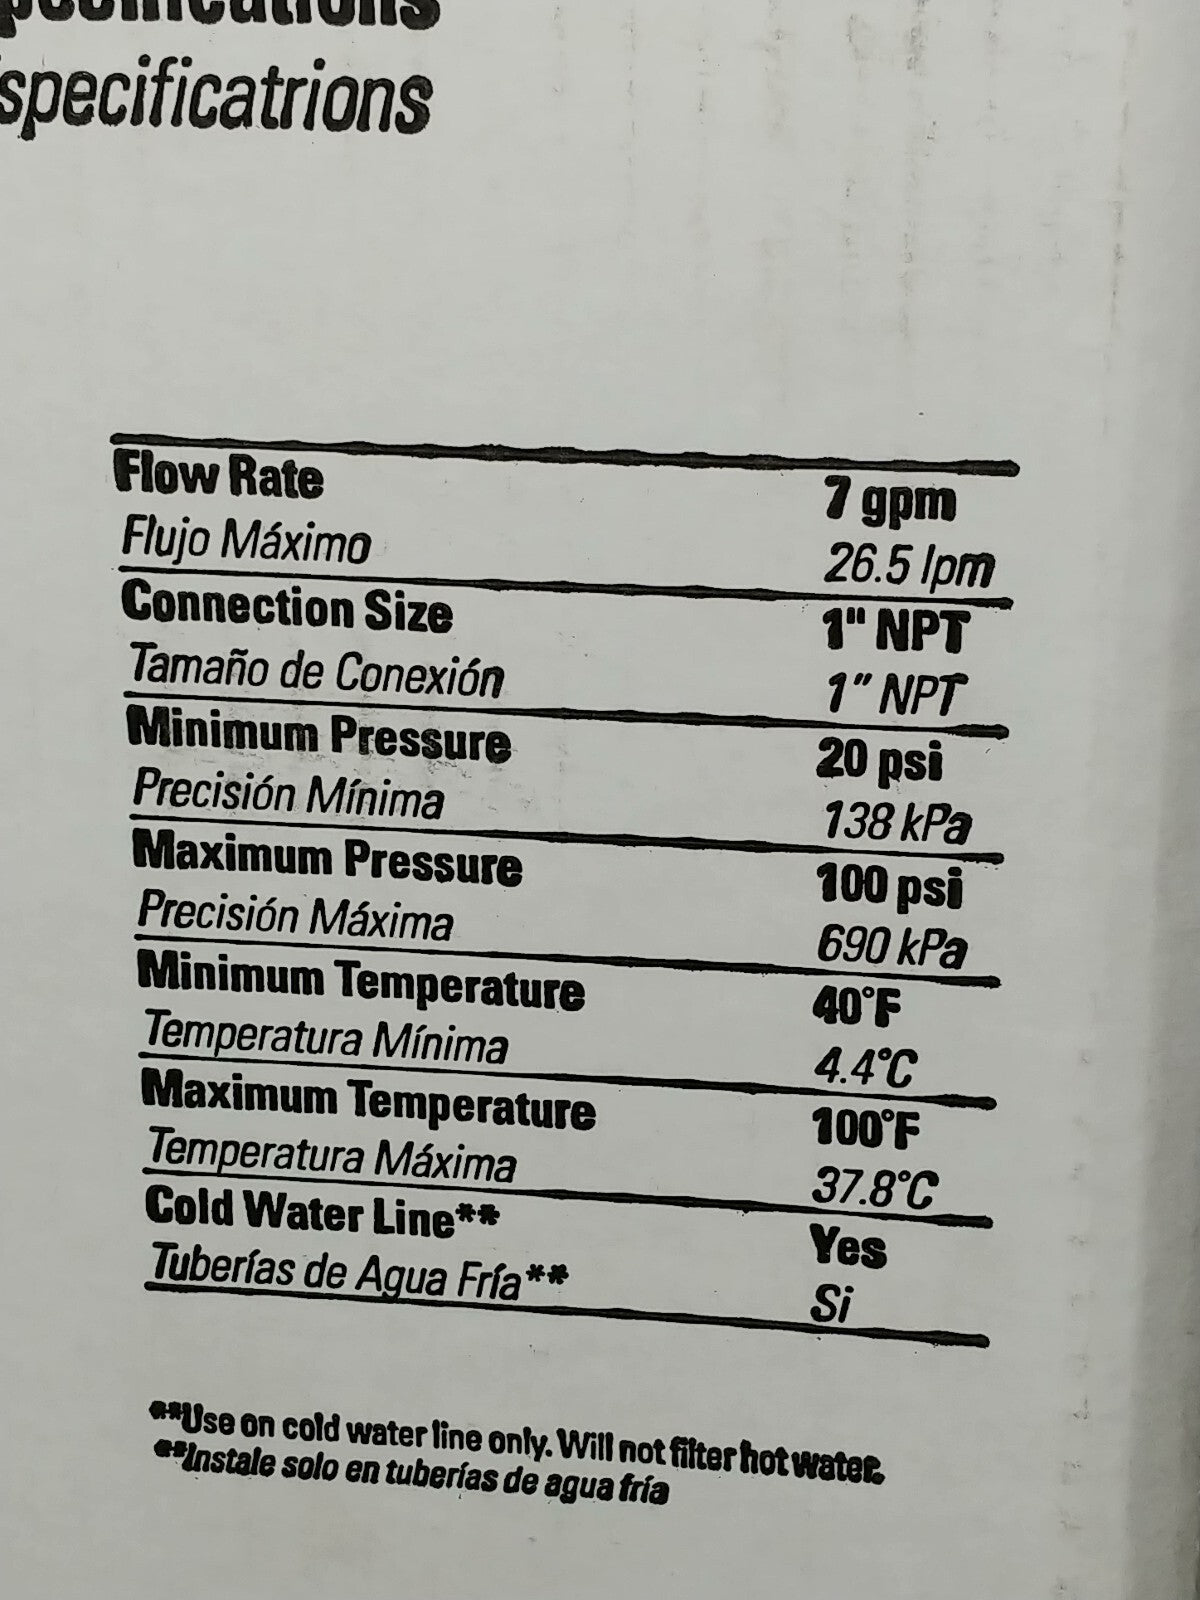 specificatrions
Flow Rate 7 gpm
Flujo Máximo 26.5 lpm
Connection Size 1" NPT
Tamaño de Conexión 1" NPT
Minimum Pressure 20 psi
Precisión Mínima 138 kPa
Maximum Pressure 100 psi
Precisión Máxima 690 kPa
Minimum Temperature 40°F
Temperatura Mínima 4.4°C
Maximum Temperature 100°F
Temperatura Máxima 37.8°C
Cold Water Line** Yes
Tuberías de Agua Fría** Si
**Use on cold water line only. Will not filter hot water.
**Instale solo en tuberías de agua fría